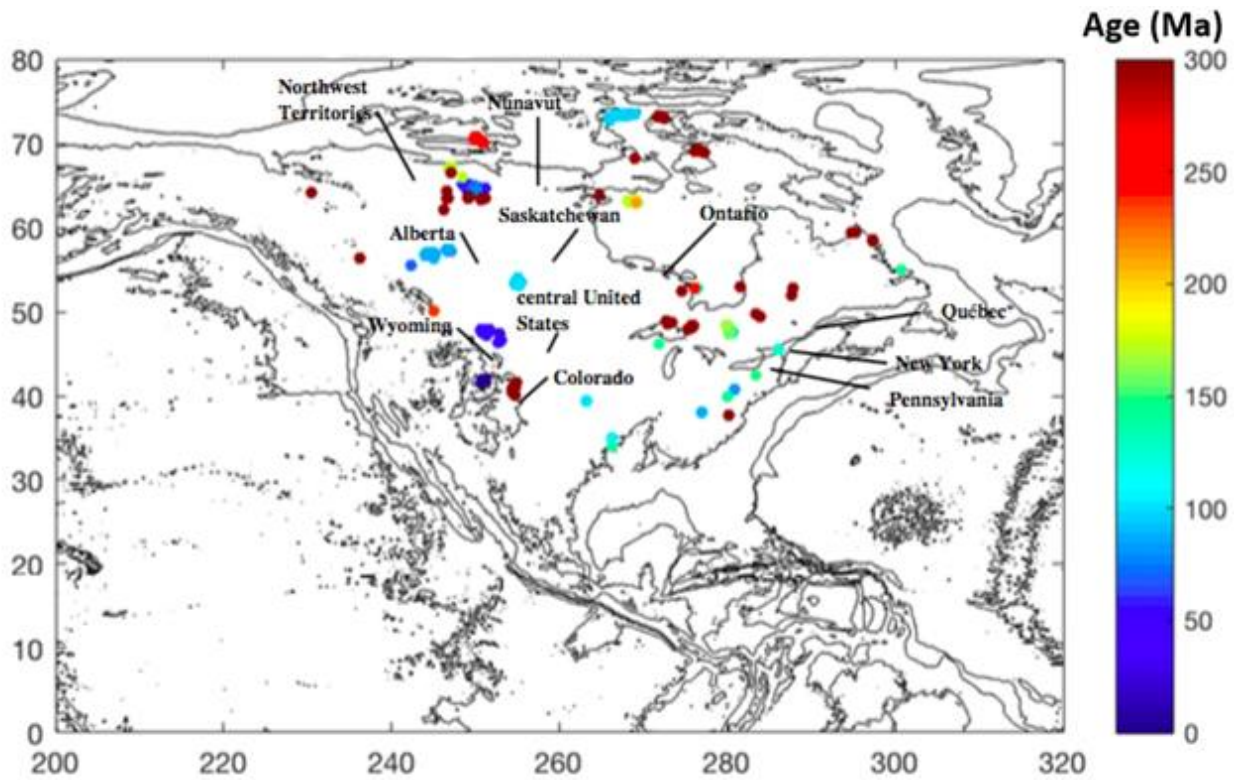 Age (Ma)
80
70
60
50
40
30
20
10
0
Northwest
Territories
Nunavut
Saskatchewan
Ontario
Alberta
central United
States
Wyoming
Québec
New York
Colorado
Pennsylvania
200
220
240
260
280
300
320
300
250
200
150
100
50
0